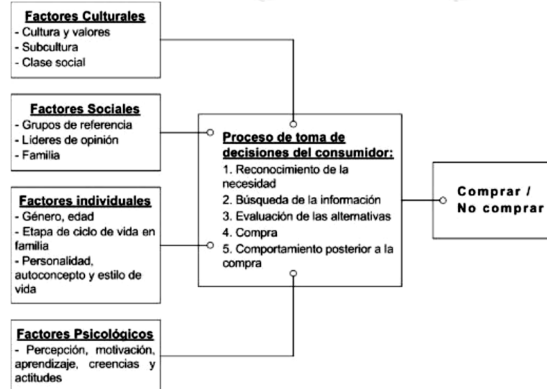 Factores Culturales
- Cultura y valores
- Subcultura
- Clase social
Factores Sociales
- Grupos de referencia
- Líderes de opinión
- Familia
Factores individuales
- Género, edad
- Etapa de ciclo de vida en
familia
- Personalidad,
autoconcepto y estilo de
vida
Factores Psicológicos
- Percepción, motivación,
aprendizaje, creencias y
actitudes
Proceso de toma de
decisiones del consumidor:
1. Reconocimiento de la
necesidad
2. Búsqueda de la información
3. Evaluación de las alternativas
4. Compra
5. Comportamiento posterior a la
compra
Comprar /
No comprar